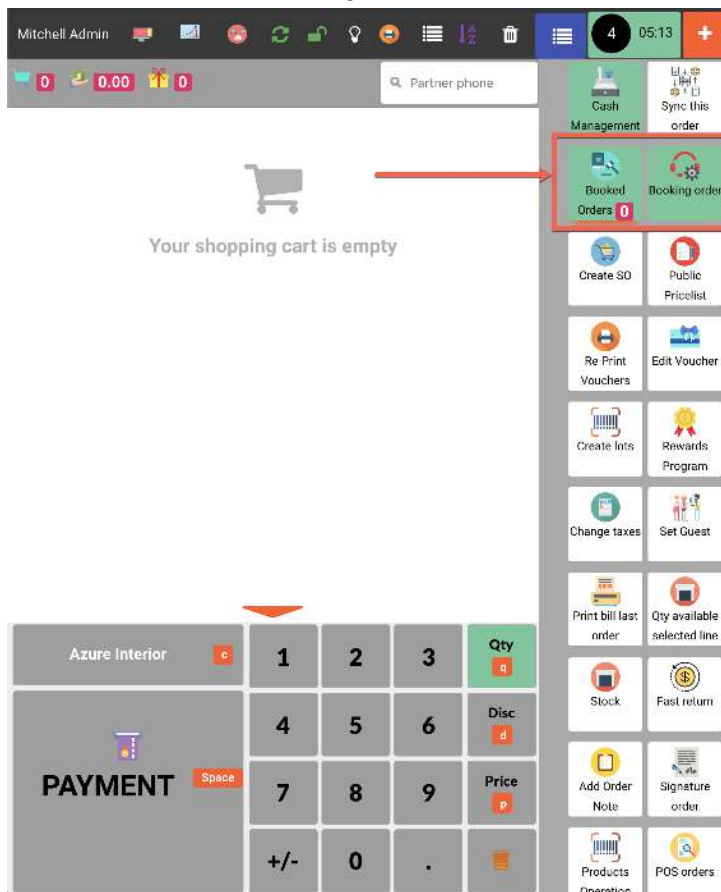 Mitchell Admin
4 05:13 +
0 0.00 0
Partner phone
Cash
Management
Sync this
order
Booked
Orders 0
Booking order
Your shopping cart is empty
Create SO
Public
Pricelist
Re-Print
Vouchers
Edit Voucher
Create lots
Rewards
Program
Change taxes
Set Guest
Print bill last
order
Qty available
selected line
Stock
Fast return
Add Order
Note
Signature
order
Products
Operation
POS orders
Azure Interior c
1 2 3 Qty
q
PAYMENT Space
4 5 6 Disc
d
7 8 9 Price
p
+/- 0 .